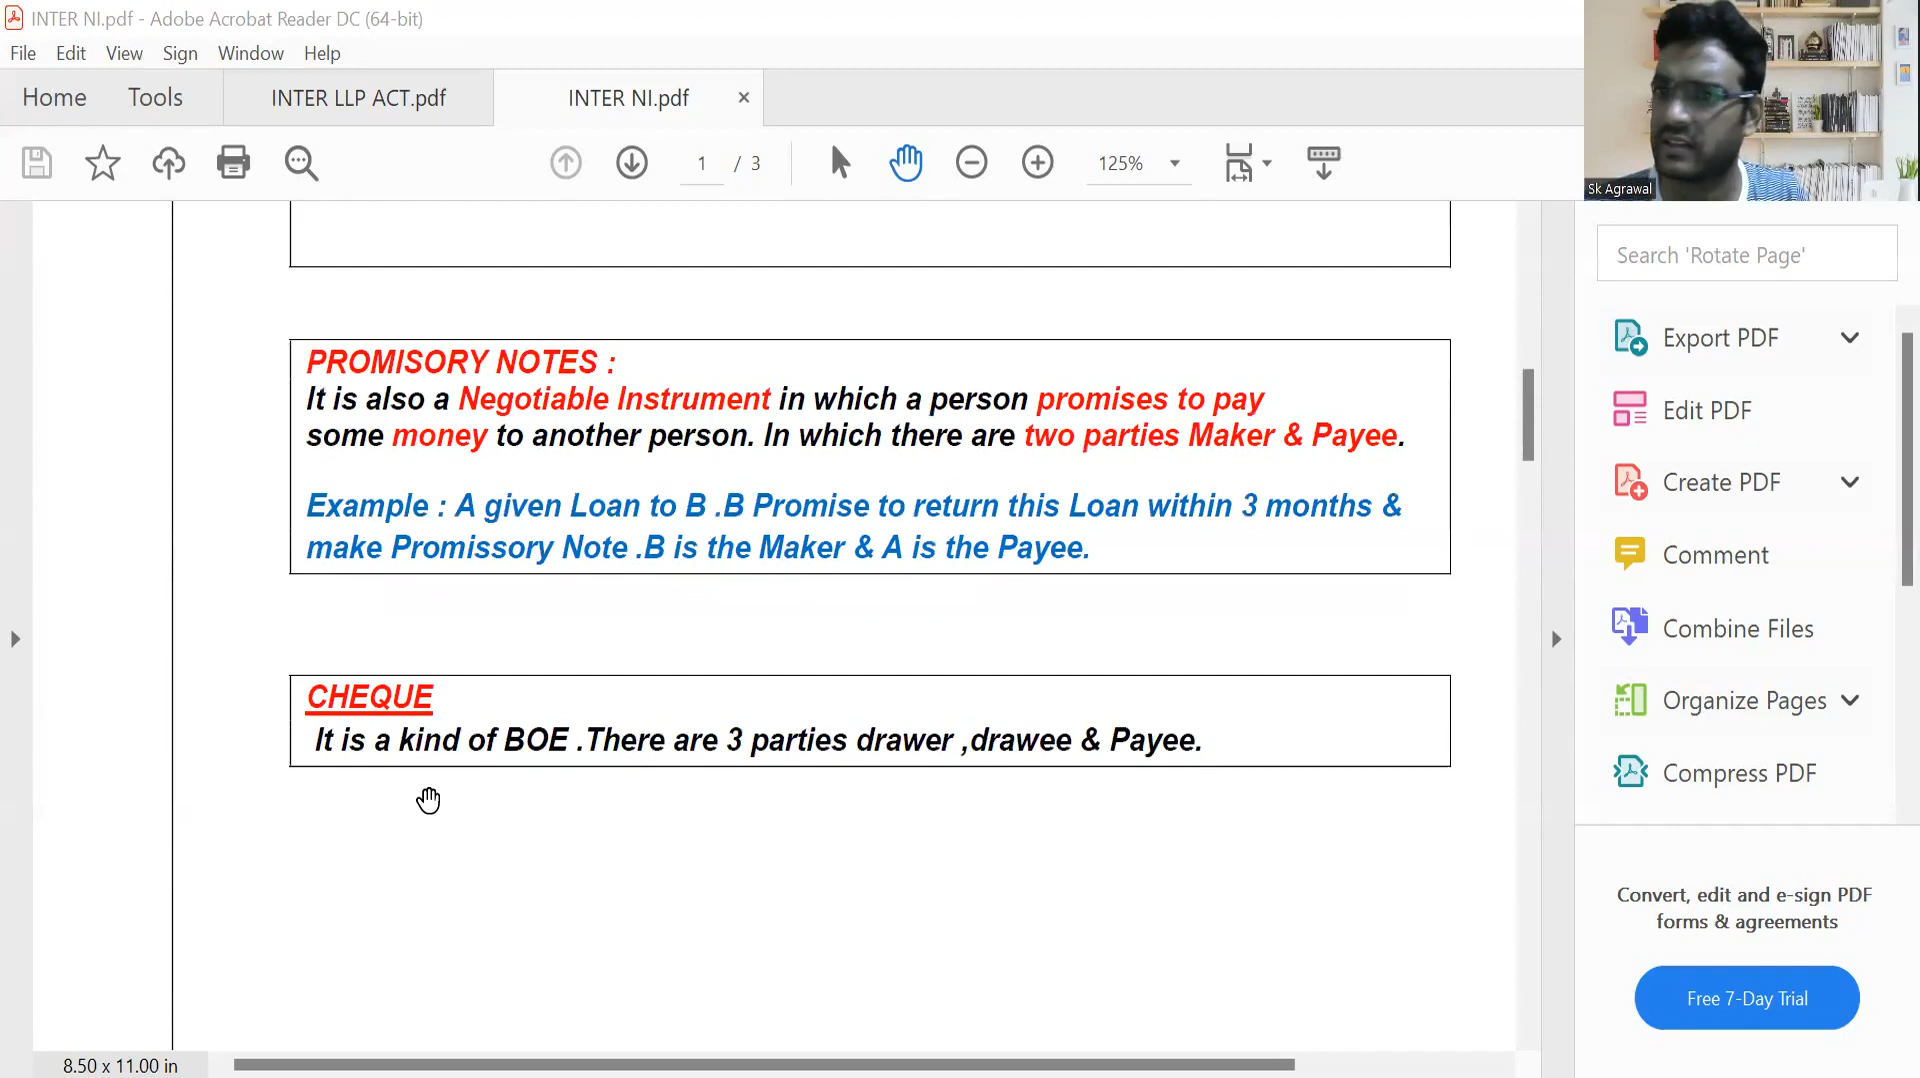 INTER NI.pdf - Adobe Acrobat Reader DC (64-bit)
File Edit View Sign Window Help
Home Tools INTER LLP ACT.pdf INTER NI.pdf ×
1 / 3 125%
Sk Agrawal
Search 'Rotate Page'
PROMISORY NOTES :
It is also a Negotiable Instrument in which a person promises to pay
some money to another person. In which there are two parties Maker & Payee.
Example : A given Loan to B .B Promise to return this Loan within 3 months &
make Promissory Note .B is the Maker & A is the Payee.
CHEQUE
It is a kind of BOE .There are 3 parties drawer ,drawee & Payee.
Export PDF
Edit PDF
Create PDF
Comment
Combine Files
Organize Pages
Compress PDF
Convert, edit and e-sign PDF
forms & agreements
Free 7-Day Trial
8.50 x 11.00 in